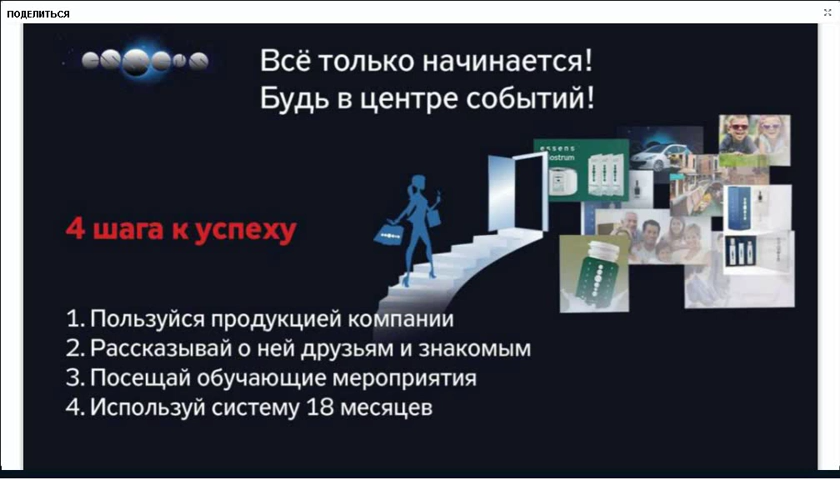 ПОДЕЛИТЬСЯ
Всё только начинается!
Будь в центре событий!
essens
4 шага к успеху
1. Пользуйся продукцией компании
2. Рассказывай о ней друзьям и знакомым
3. Посещай обучающие мероприятия
4. Используй систему 18 месяцев